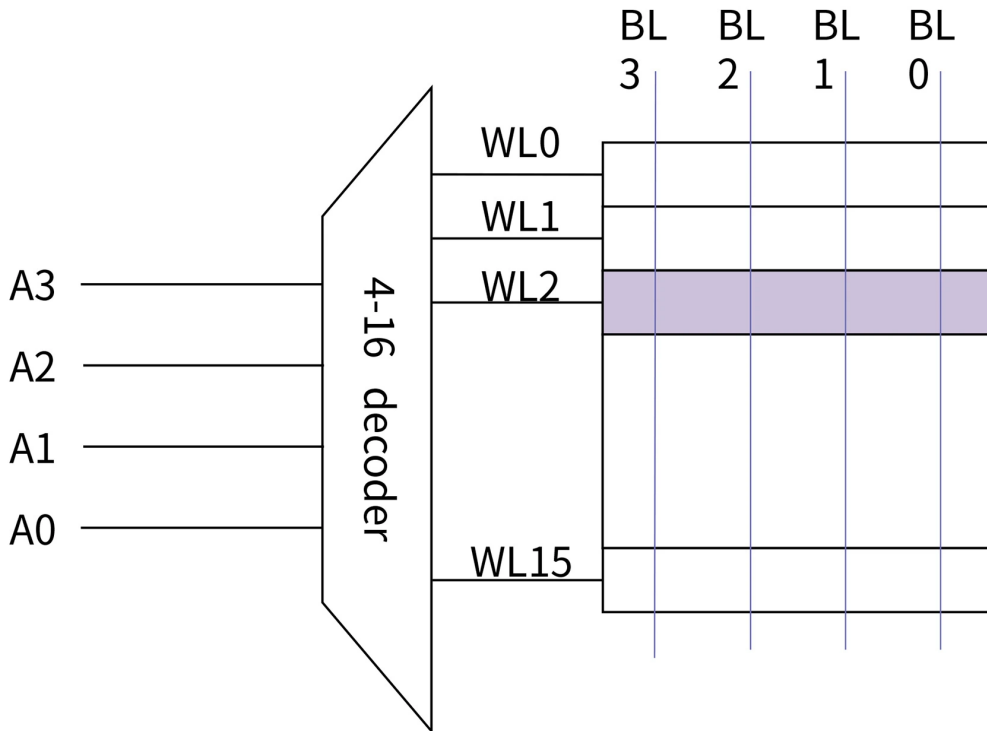 BL BL BL BL
3 2 1 0
WL0
WL1
WL2
A3
A2
A1
A0
4-16 decoder
WL15